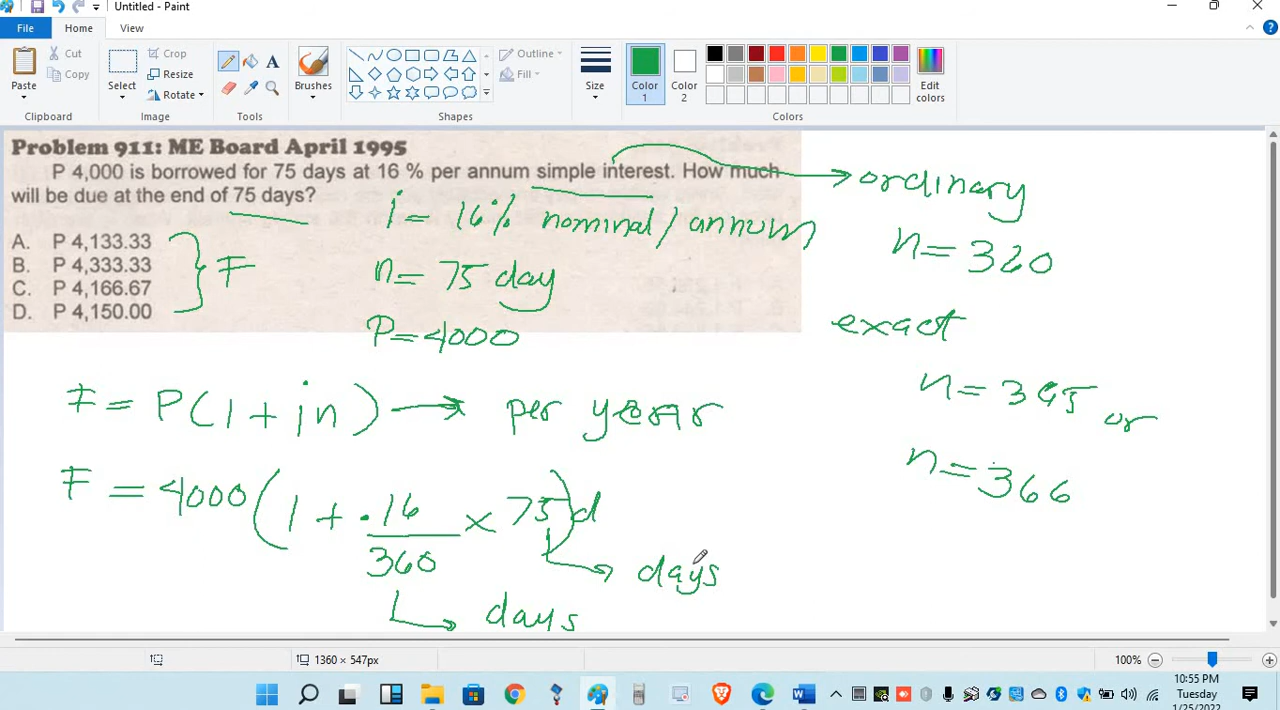 Untitled - Paint
File
Home
View
Paste
Cut
Copy
Clipboard
Select
Crop
Resize
Rotate
Image
Tools
Brushes
Shapes
Outline
Fill
Size
Color 1
Color 2
Edit colors
Colors
Problem 911: ME Board April 1995
P 4,000 is borrowed for 75 days at 16 % per annum simple interest. How much
will be due at the end of 75 days?
A. P 4,133.33
B. P 4,333.33
C. P 4,166.67
D. P 4,150.00
F
i = 16% nominal/annum
n = 75 day
P = 4000
ordinary
n = 360
exact
n = 365 or
n = 366
F = P(1 + in) → per year
F = 4000(1 + .16/360 × 75) d
days
days
1360 × 547px
100%
10:55 PM
Tuesday
1/25/2022